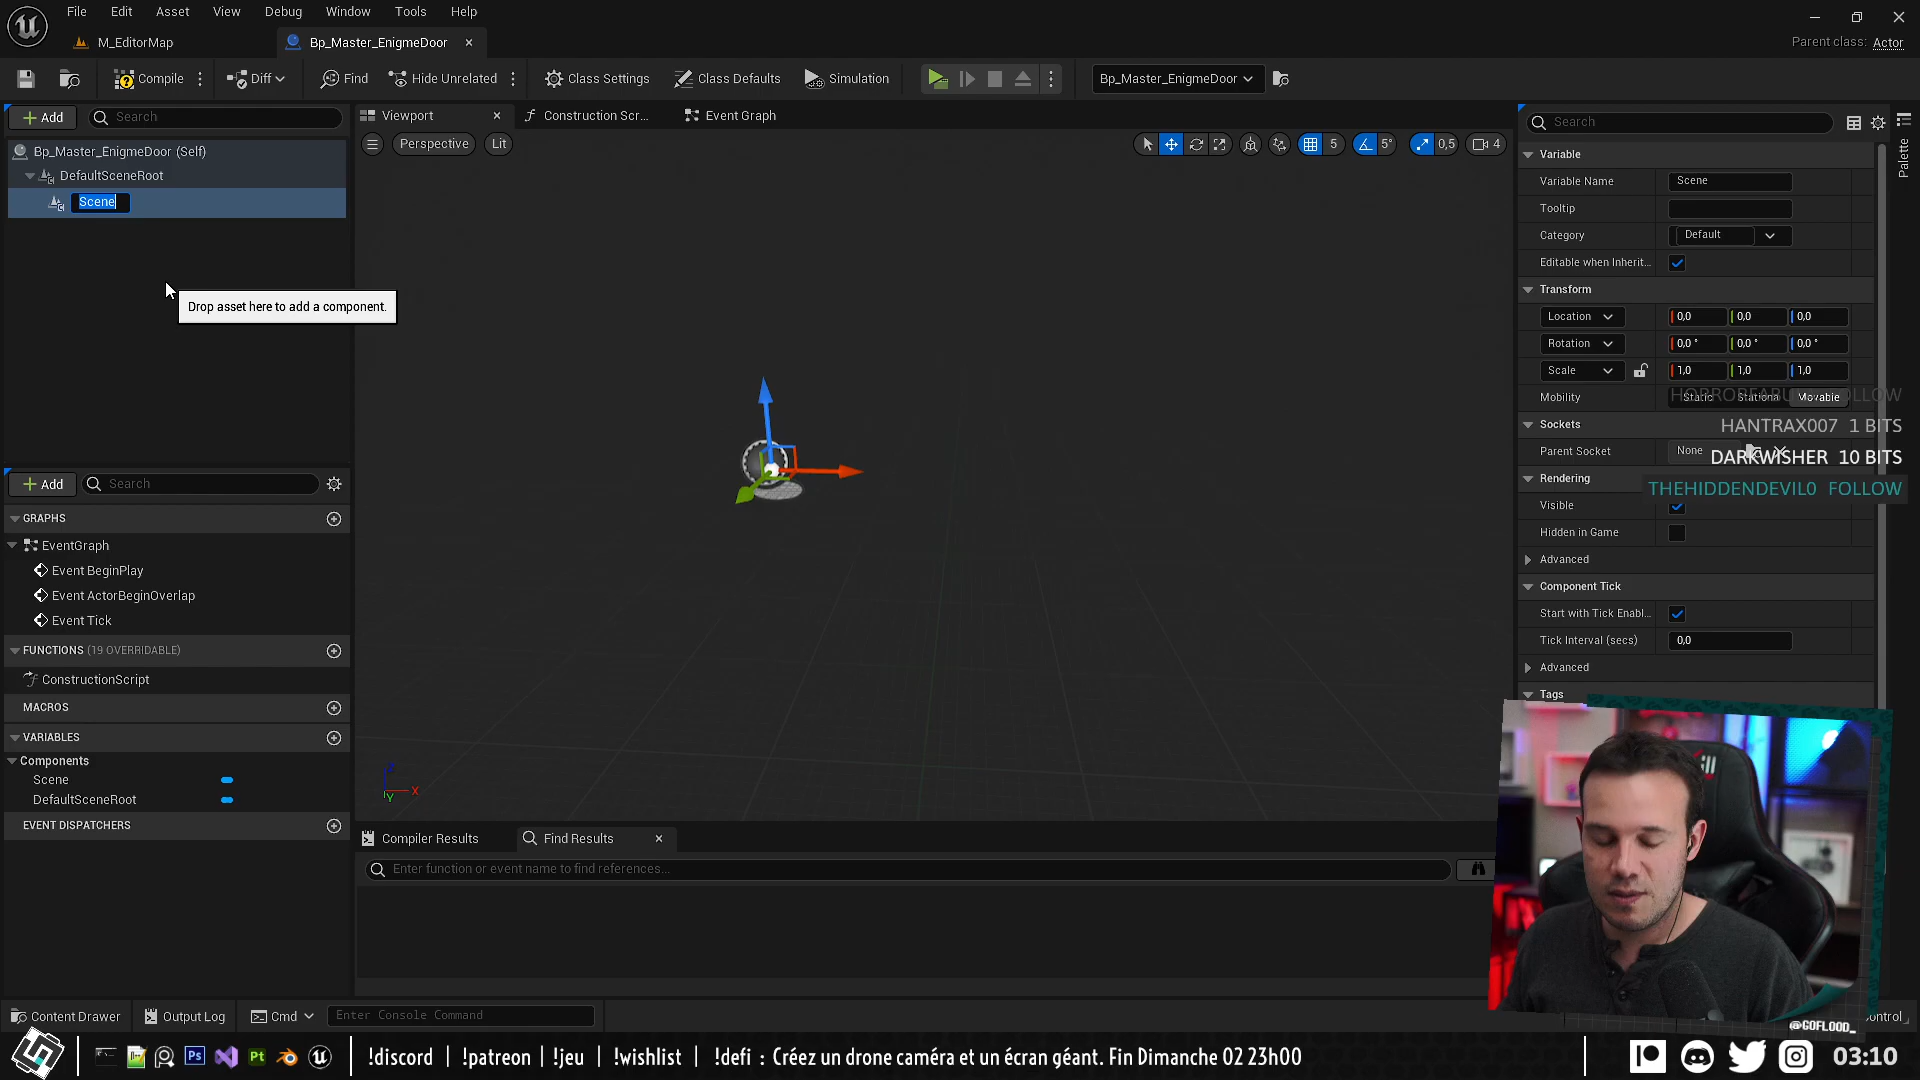 File Edit Asset View Debug Window Tools Help
M_EditorMap
Bp_Master_EnigmeDoor
Parent class: Actor
Compile
Diff
Find
Hide Unrelated
Class Settings
Class Defaults
Simulation
Bp_Master_EnigmeDoor
Add
Search
Bp_Master_EnigmeDoor (Self)
DefaultSceneRoot
Scene
Drop asset here to add a component.
Add
Search
GRAPHS
EventGraph
Event BeginPlay
Event ActorBeginOverlap
Event Tick
FUNCTIONS (19 OVERRIDABLE)
ConstructionScript
MACROS
VARIABLES
Components
Scene
DefaultSceneRoot
EVENT DISPATCHERS
Viewport
Construction Scr...
Event Graph
Perspective
Lit
5
5°
0,5
4
Z
X
Y
Compiler Results
Find Results
Enter function or event name to find references...
Search
Palette
Variable
Variable Name Scene
Tooltip
Category Default
Editable when Inherit...
Transform
Location 0,0 0,0 0,0
Rotation 0,0 ° 0,0 ° 0,0 °
Scale 1,0 1,0 1,0
Mobility Static Stationa Movable
FOLLOW
Sockets
HANTRAX007 1 BITS
Parent Socket None
DARKWISHER 10 BITS
Rendering
THEHIDDENDEVIL0 FOLLOW
Visible
Hidden in Game
Advanced
Component Tick
Start with Tick Enabl...
Tick Interval (secs) 0,0
Advanced
Tags
@GOFLOOD_
Content Drawer
Output Log
Cmd
Enter Console Command
ontrol
Ps
Pt
!discord | !patreon | !jeu | !wishlist | !defi : Créez un drone caméra et un écran géant. Fin Dimanche 02 23h00
03:10